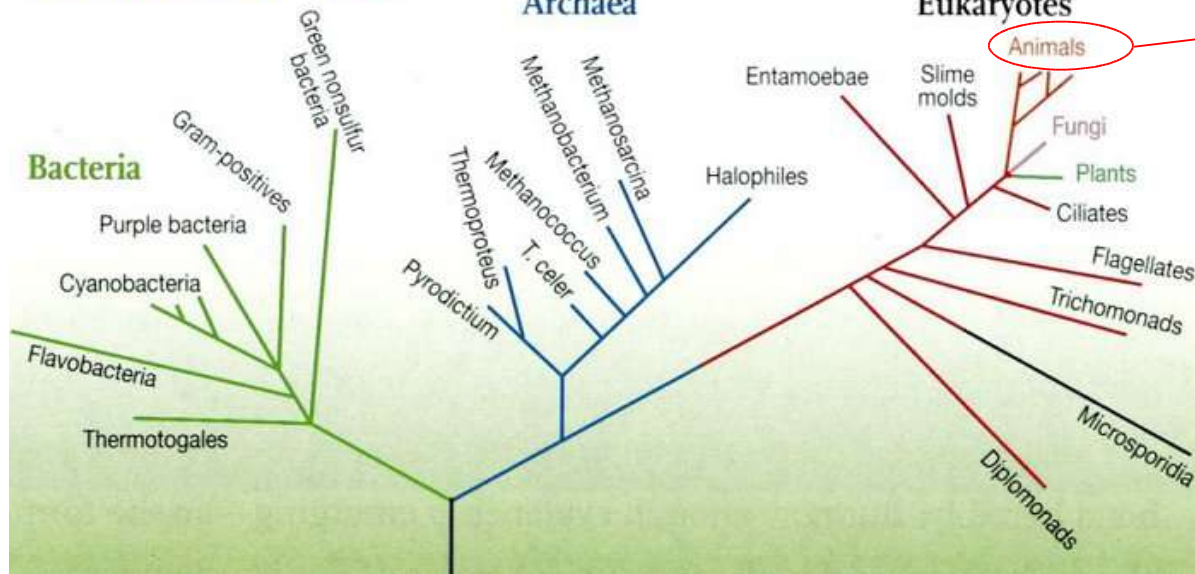 Archaea
Eukaryotes
Bacteria
Green nonsulfur
bacteria
Gram-positives
Purple bacteria
Cyanobacteria
Flavobacteria
Thermotogales
Methanosarcina
Methanobacterium
Methanococcus
Thermoproteus
T. celer
Pyrodictium
Halophiles
Entamoebae
Slime
molds
Animals
Fungi
Plants
Ciliates
Flagellates
Trichomonads
Microsporidia
Diplomonads